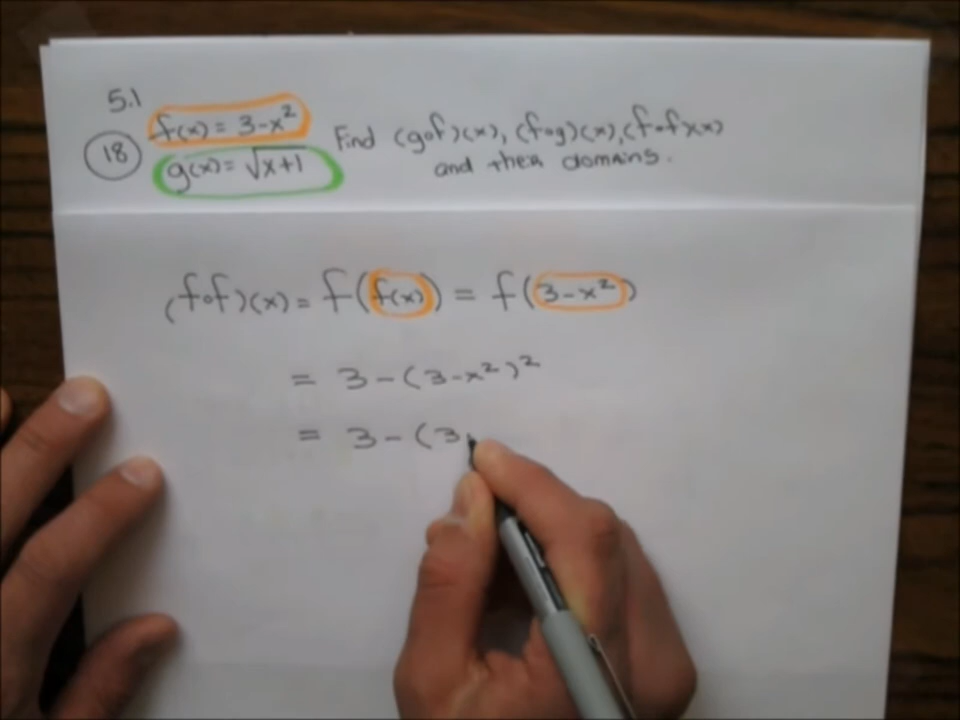 5.1
18 f(x) = 3-x² Find (g∘f)(x), (f∘g)(x), (f∘f)(x)
g(x) = √x+1 and their domains.
(f∘f)(x) = f(f(x)) = f(3-x²)
= 3-(3-x²)²
= 3-(3